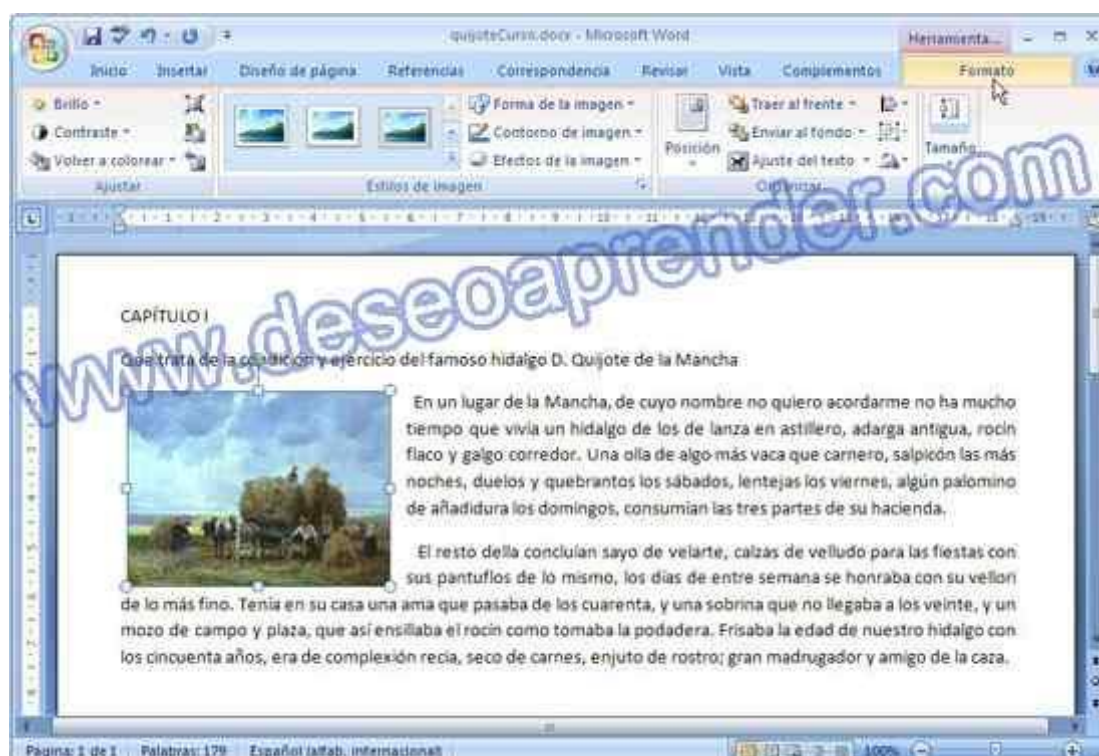 quijoteCurso.docx - Microsoft Word
Herramienta...
Inicio Insertar Diseño de página Referencias Correspondencia Revisar Vista Complementos Formato
Brillo
Contraste
Volver a colorear
Ajustar
Estilos de imagen
Forma de la imagen
Contorno de imagen
Efectos de la imagen
Posición
Traer al frente
Enviar al fondo
Ajuste del texto
Organizar
Tamaño
www.deseoaprender.com
CAPÍTULO I
Que trata de la condición y ejercicio del famoso hidalgo D. Quijote de la Mancha
En un lugar de la Mancha, de cuyo nombre no quiero acordarme no ha mucho
tiempo que vivía un hidalgo de los de lanza en astillero, adarga antigua, rocín
flaco y galgo corredor. Una olla de algo más vaca que carnero, salpicón las más
noches, duelos y quebrantos los sábados, lentejas los viernes, algún palomino
de añadidura los domingos, consumían las tres partes de su hacienda.
El resto della concluían sayo de velarte, calzas de velludo para las fiestas con
sus pantuflos de lo mismo, los días de entre semana se honraba con su vellori
de lo más fino. Tenía en su casa una ama que pasaba de los cuarenta, y una sobrina que no llegaba a los veinte, y un
mozo de campo y plaza, que así ensillaba el rocín como tomaba la podadera. Frisaba la edad de nuestro hidalgo con
los cincuenta años, era de complexión recia, seco de carnes, enjuto de rostro; gran madrugador y amigo de la caza.
Página: 1 de 1 Palabras: 179 Español (alfab. internacional) 100%